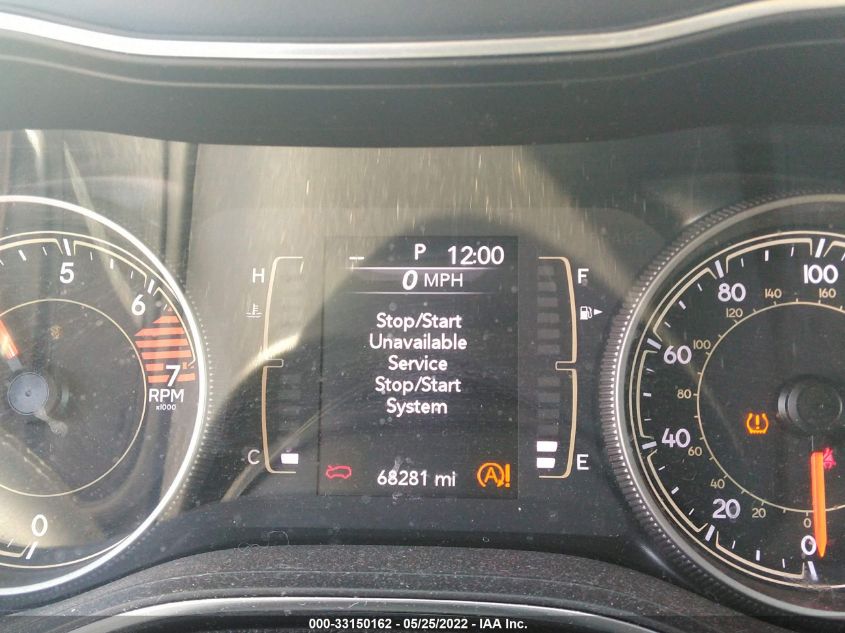 P 12:00
0 MPH
H
F
Stop/Start
Unavailable
Service
Stop/Start
System
C
E
68281 mi
A!
5
6
7
RPM
x1000
0
100
80
60
40
20
0
160
140
120
100
80
60
40
20
0
000-33150162 - 05/25/2022 - IAA Inc.